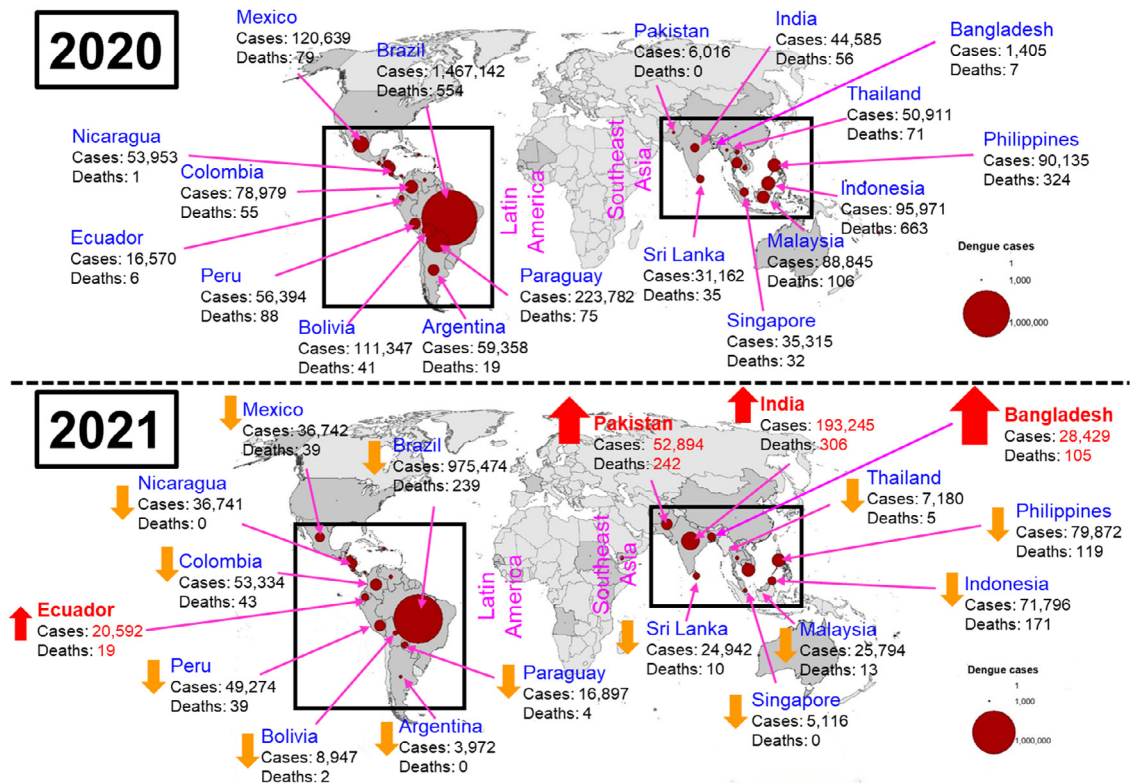 2020
Mexico
Cases: 120,639
Deaths: 79
Brazil
Cases: 1,467,142
Deaths: 554
Pakistan
Cases: 6,016
Deaths: 0
India
Cases: 44,585
Deaths: 56
Bangladesh
Cases: 1,405
Deaths: 7
Nicaragua
Cases: 53,953
Deaths: 1
Thailand
Cases: 50,911
Deaths: 71
Colombia
Cases: 78,979
Deaths: 55
Philippines
Cases: 90,135
Deaths: 324
Latin
America
Southeast
Asia
Indonesia
Cases: 95,971
Deaths: 663
Ecuador
Cases: 16,570
Deaths: 6
Peru
Cases: 56,394
Deaths: 88
Bolivia
Cases: 111,347
Deaths: 41
Argentina
Cases: 59,358
Deaths: 19
Paraguay
Cases: 223,782
Deaths: 75
Sri Lanka
Cases: 31,162
Deaths: 35
Malaysia
Cases: 88,845
Deaths: 106
Singapore
Cases: 35,315
Deaths: 32
Dengue cases
1
1,000
1,000,000
2021
Mexico
Cases: 36,742
Deaths: 39
Brazil
Cases: 975,474
Deaths: 239
Pakistan
Cases: 52,894
Deaths: 242
India
Cases: 193,245
Deaths: 306
Bangladesh
Cases: 28,429
Deaths: 105
Nicaragua
Cases: 36,741
Deaths: 0
Thailand
Cases: 7,180
Deaths: 5
Philippines
Cases: 79,872
Deaths: 119
Colombia
Cases: 53,334
Deaths: 43
Latin
America
Southeast
Asia
Indonesia
Cases: 71,796
Deaths: 171
Ecuador
Cases: 20,592
Deaths: 19
Peru
Cases: 49,274
Deaths: 39
Bolivia
Cases: 8,947
Deaths: 2
Argentina
Cases: 3,972
Deaths: 0
Paraguay
Cases: 16,897
Deaths: 4
Sri Lanka
Cases: 24,942
Deaths: 10
Malaysia
Cases: 25,794
Deaths: 13
Singapore
Cases: 5,116
Deaths: 0
Dengue cases
1
1,000
1,000,000